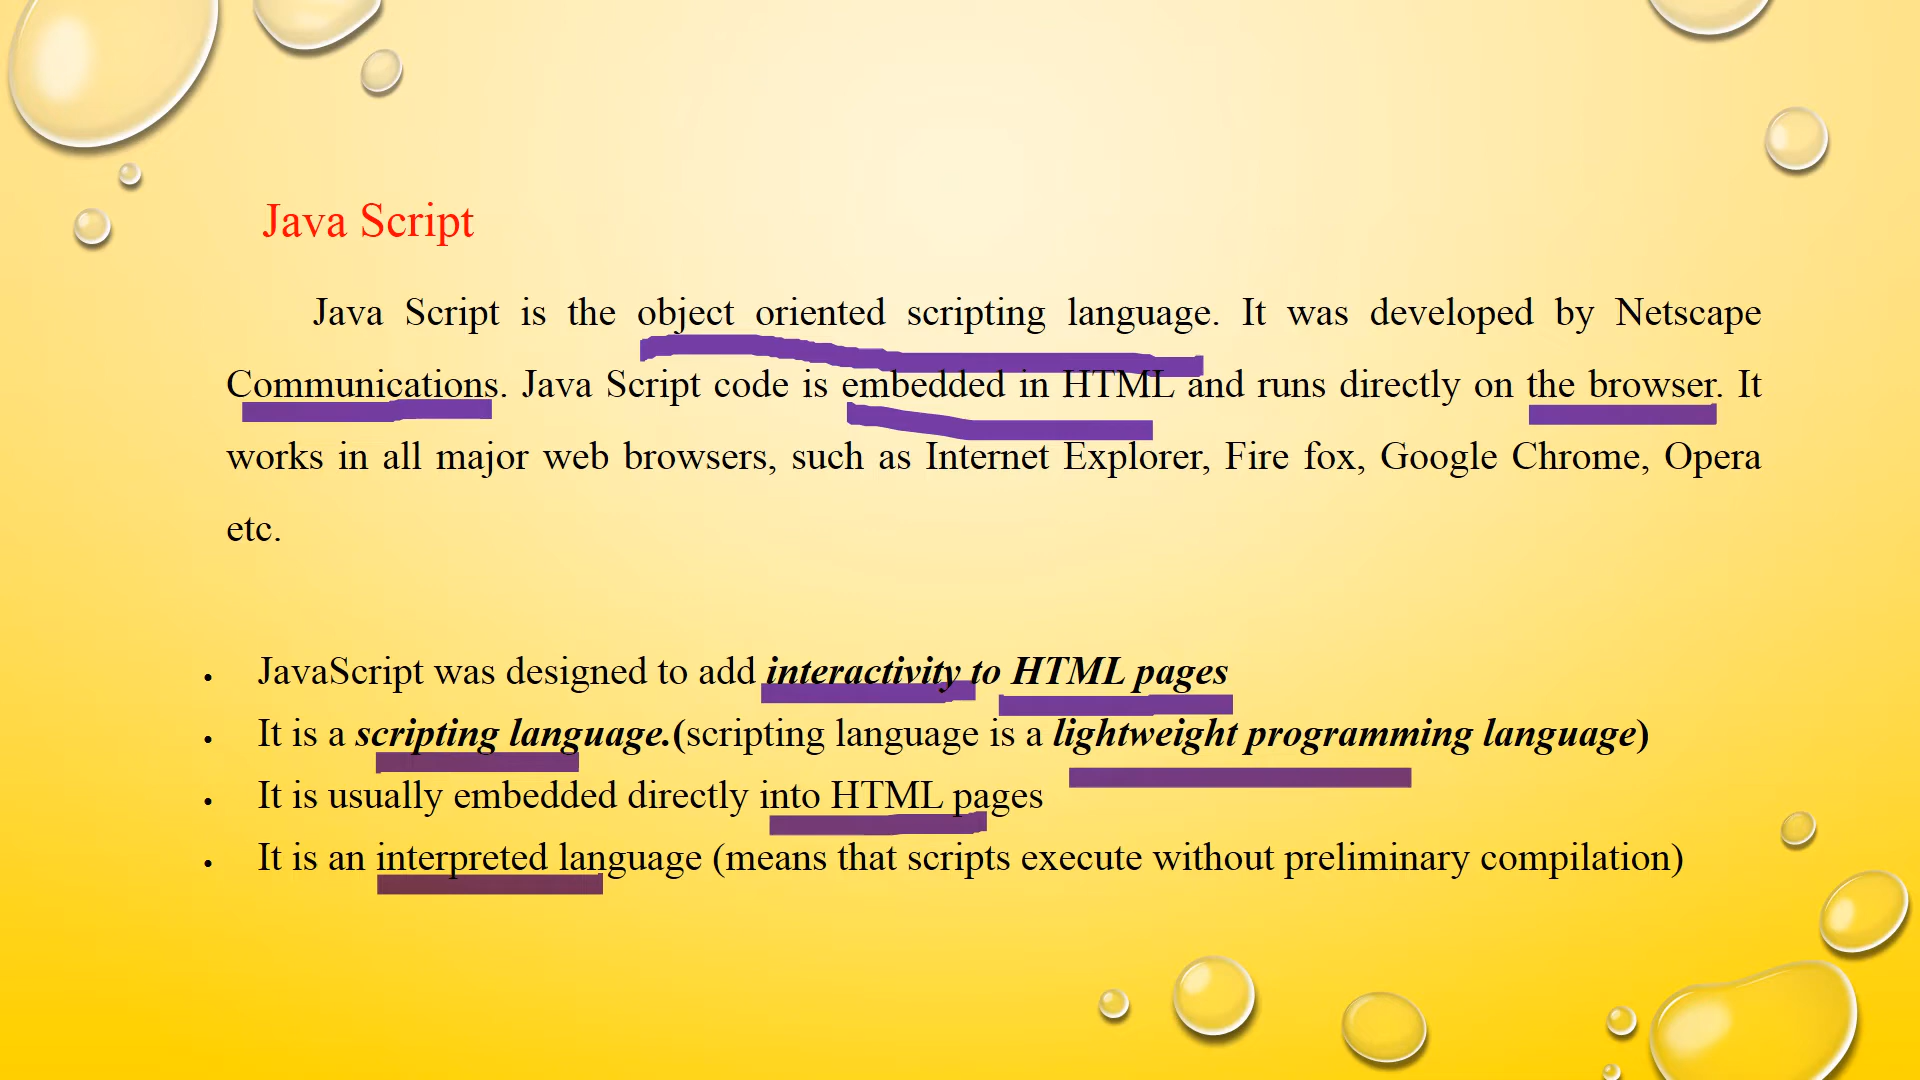 Java Script
Java Script is the object oriented scripting language. It was developed by Netscape
Communications. Java Script code is embedded in HTML and runs directly on the browser. It
works in all major web browsers, such as Internet Explorer, Fire fox, Google Chrome, Opera
etc.
• JavaScript was designed to add interactivity to HTML pages
• It is a scripting language.(scripting language is a lightweight programming language)
• It is usually embedded directly into HTML pages
• It is an interpreted language (means that scripts execute without preliminary compilation)